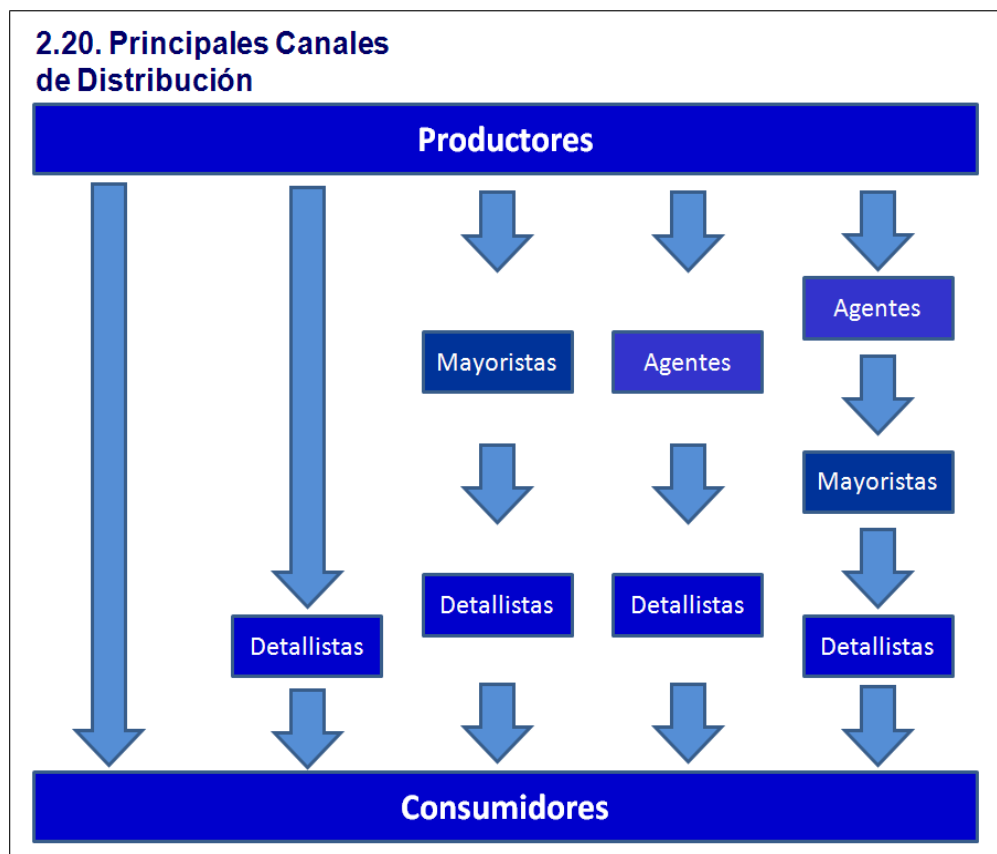 2.20. Principales Canales
de Distribución
Productores
Agentes
Mayoristas
Agentes
Mayoristas
Detallistas
Detallistas
Detallistas
Detallistas
Consumidores